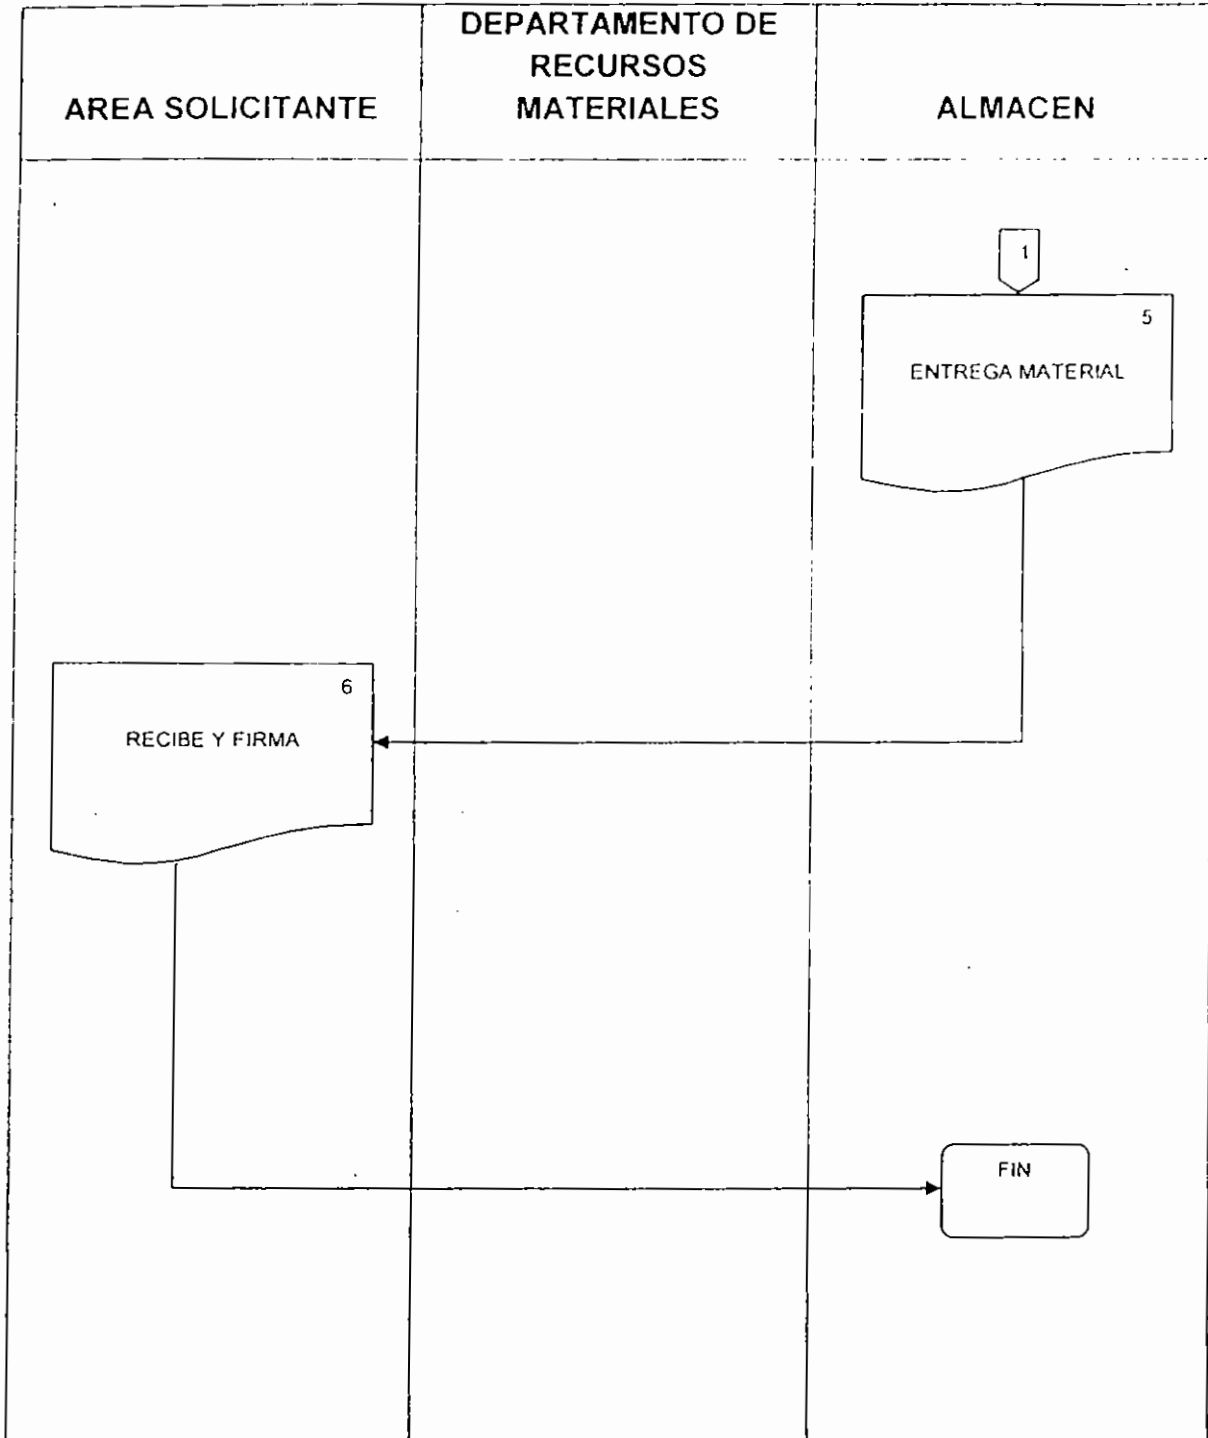 AREA SOLICITANTE
DEPARTAMENTO DE
RECURSOS
MATERIALES
ALMACEN
1
5
ENTREGA MATERIAL
6
RECIBE Y FIRMA
FIN